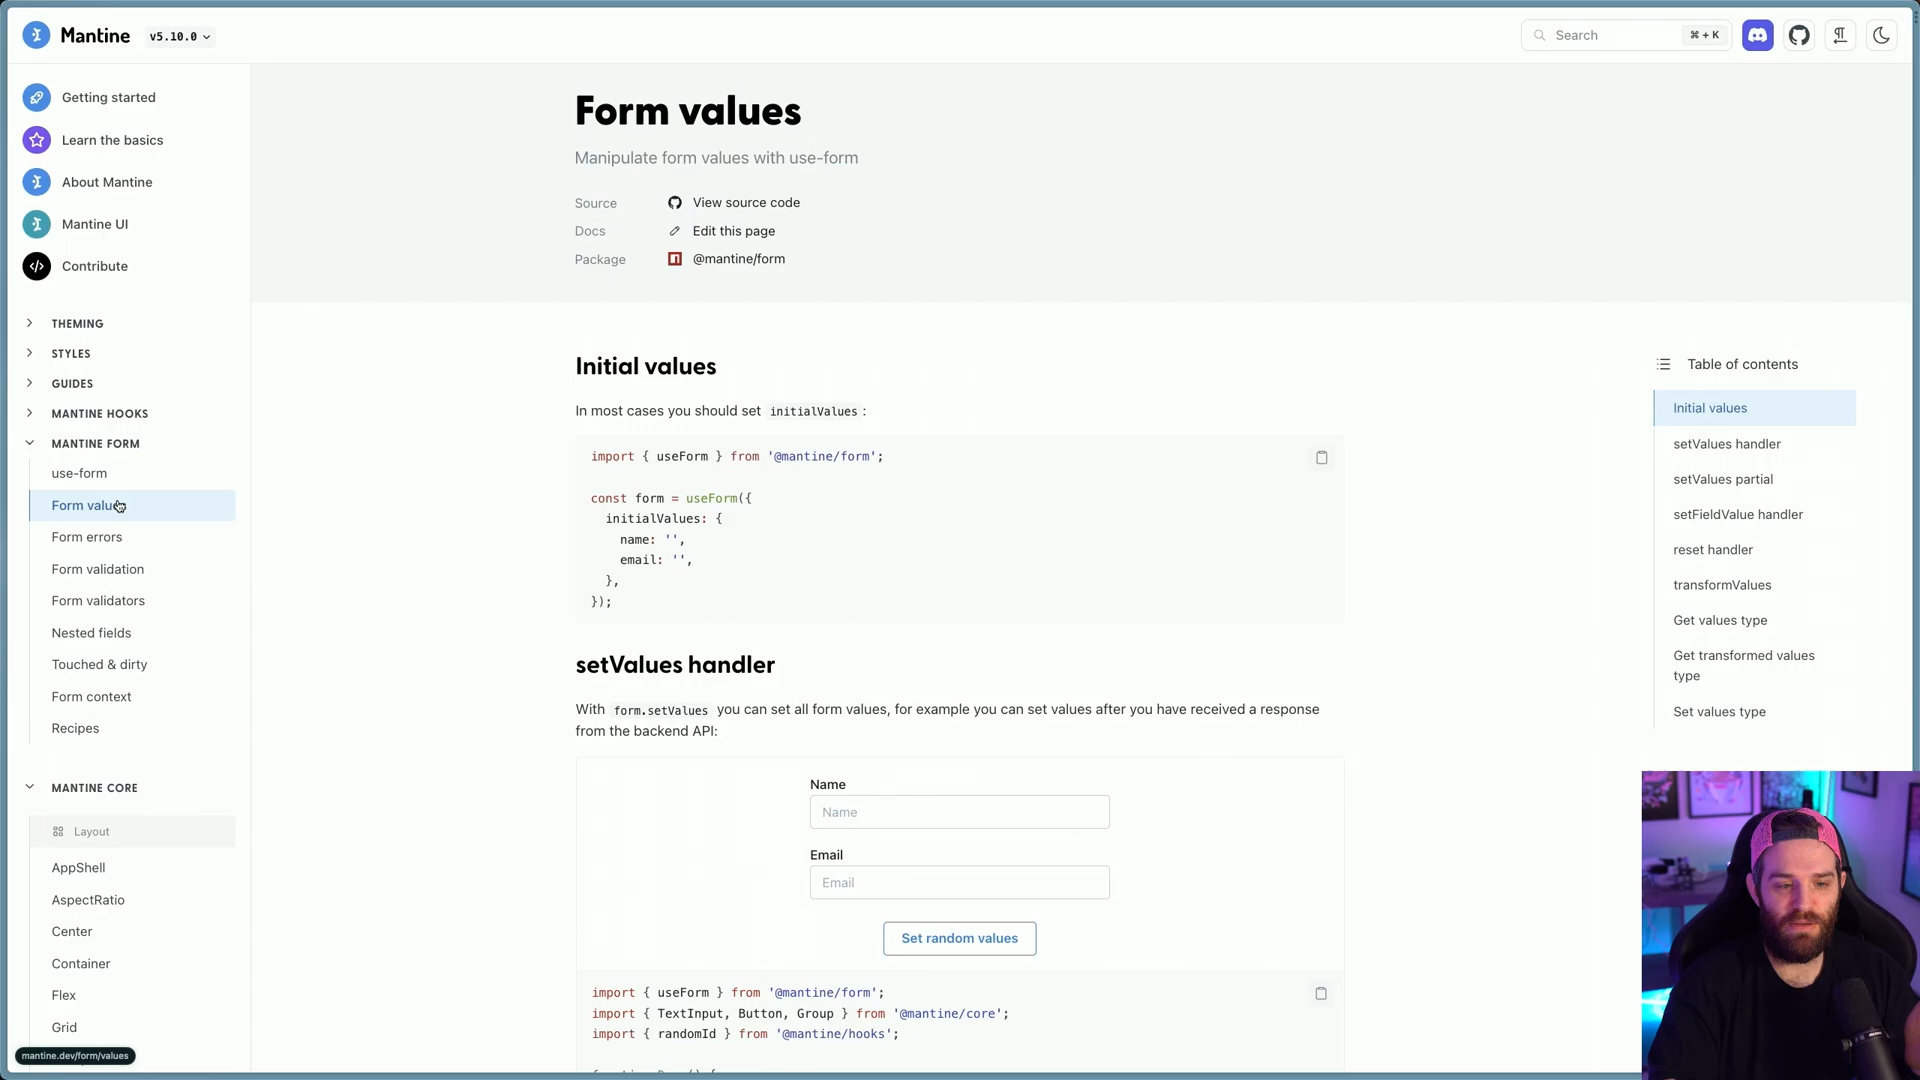 Mantine
v5.10.0
Search
⌘ + K
Getting started
Learn the basics
About Mantine
Mantine UI
Contribute
THEMING
STYLES
GUIDES
MANTINE HOOKS
MANTINE FORM
use-form
Form values
Form errors
Form validation
Form validators
Nested fields
Touched & dirty
Form context
Recipes
MANTINE CORE
Layout
AppShell
AspectRatio
Center
Container
Flex
Grid
mantine.dev/form/values
Form values
Manipulate form values with use-form
Source View source code
Docs Edit this page
Package @mantine/form
Initial values
In most cases you should set initialValues :
import { useForm } from '@mantine/form';
const form = useForm({
initialValues: {
name: '',
email: '',
},
});
setValues handler
With form.setValues you can set all form values, for example you can set values after you have received a response
from the backend API:
Name
Name
Email
Email
Set random values
import { useForm } from '@mantine/form';
import { TextInput, Button, Group } from '@mantine/core';
import { randomId } from '@mantine/hooks';
Table of contents
Initial values
setValues handler
setValues partial
setFieldValue handler
reset handler
transformValues
Get values type
Get transformed values
type
Set values type